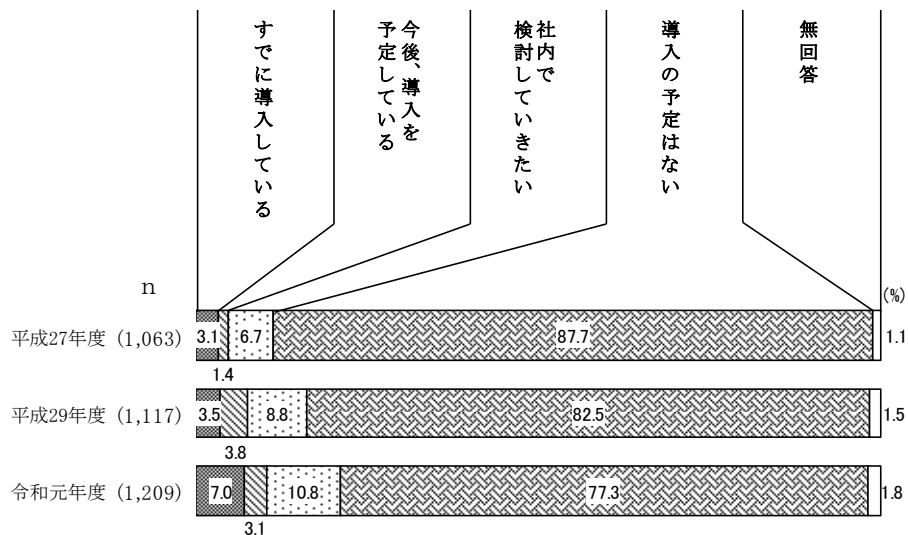 すでに導入している
今後、導入を
予定している
社内で
検討していきたい
導入の予定はない
無回答
n
(%)
平成27年度 (1,063)
3.1
6.7
87.7
1.1
1.4
平成29年度 (1,117)
3.5
8.8
82.5
1.5
3.8
令和元年度 (1,209)
7.0
10.8
77.3
1.8
3.1